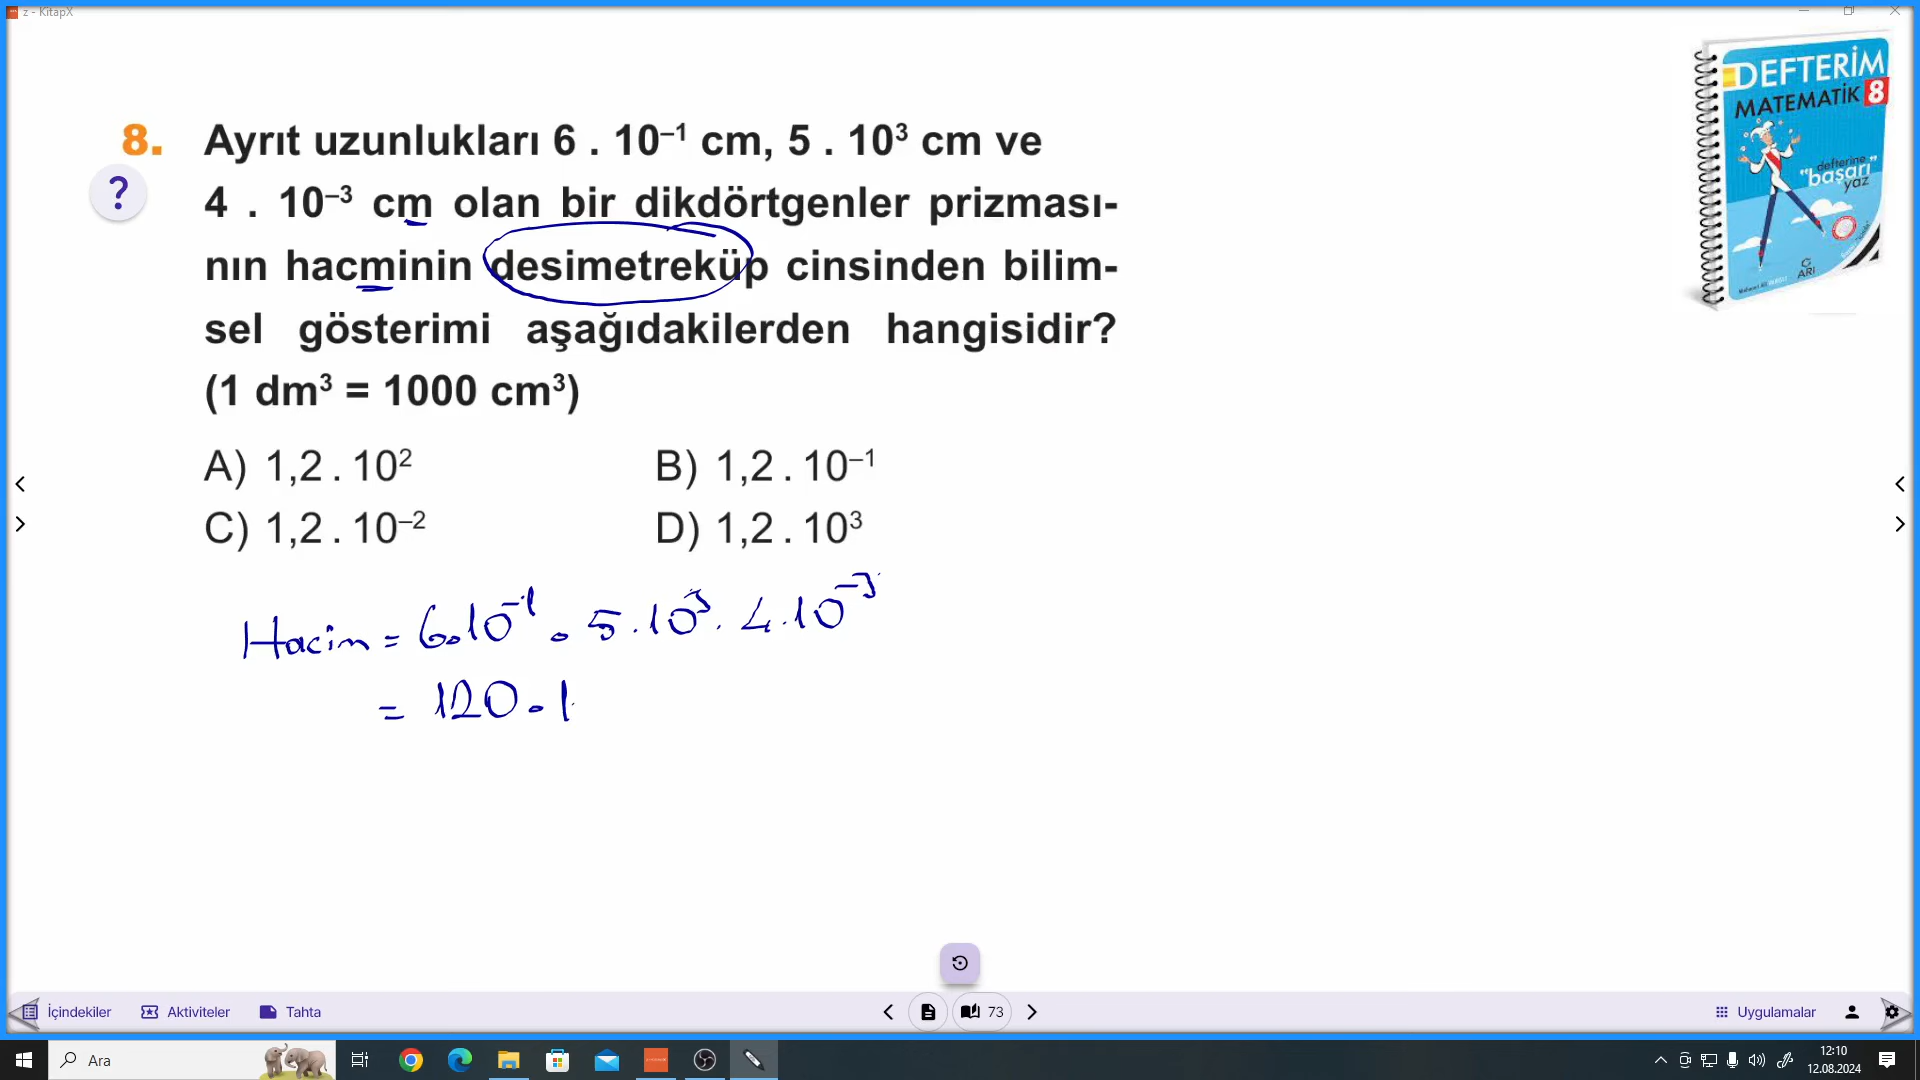 z - KitapX
DEFTERİM
MATEMATİK 8
defterine
"başarı"
yaz
ARI
8. Ayrıt uzunlukları 6 . 10⁻¹ cm, 5 . 10³ cm ve
? 4 . 10⁻³ cm olan bir dikdörtgenler prizması-
nın hacminin desimetreküp cinsinden bilim-
sel gösterimi aşağıdakilerden hangisidir?
(1 dm³ = 1000 cm³)
A) 1,2 . 10² B) 1,2 . 10⁻¹
C) 1,2 . 10⁻² D) 1,2 . 10³
Hacim = 6.10⁻¹ . 5.10³ . 4.10⁻³
= 120 . 1
İçindekiler Aktiviteler Tahta 73 Uygulamalar
Ara
12:10
12.08.2024